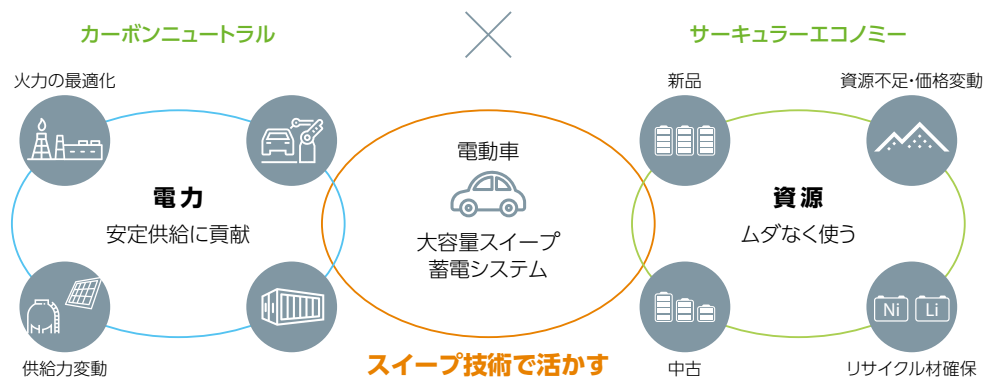 カーボンニュートラル
サーキュラーエコノミー
火力の最適化
新品
資源不足・価格変動
電力
安定供給に貢献
電動車
大容量スイープ
蓄電システム
資源
ムダなく使う
Ni Li
供給力変動
スイープ技術で活かす
中古
リサイクル材確保